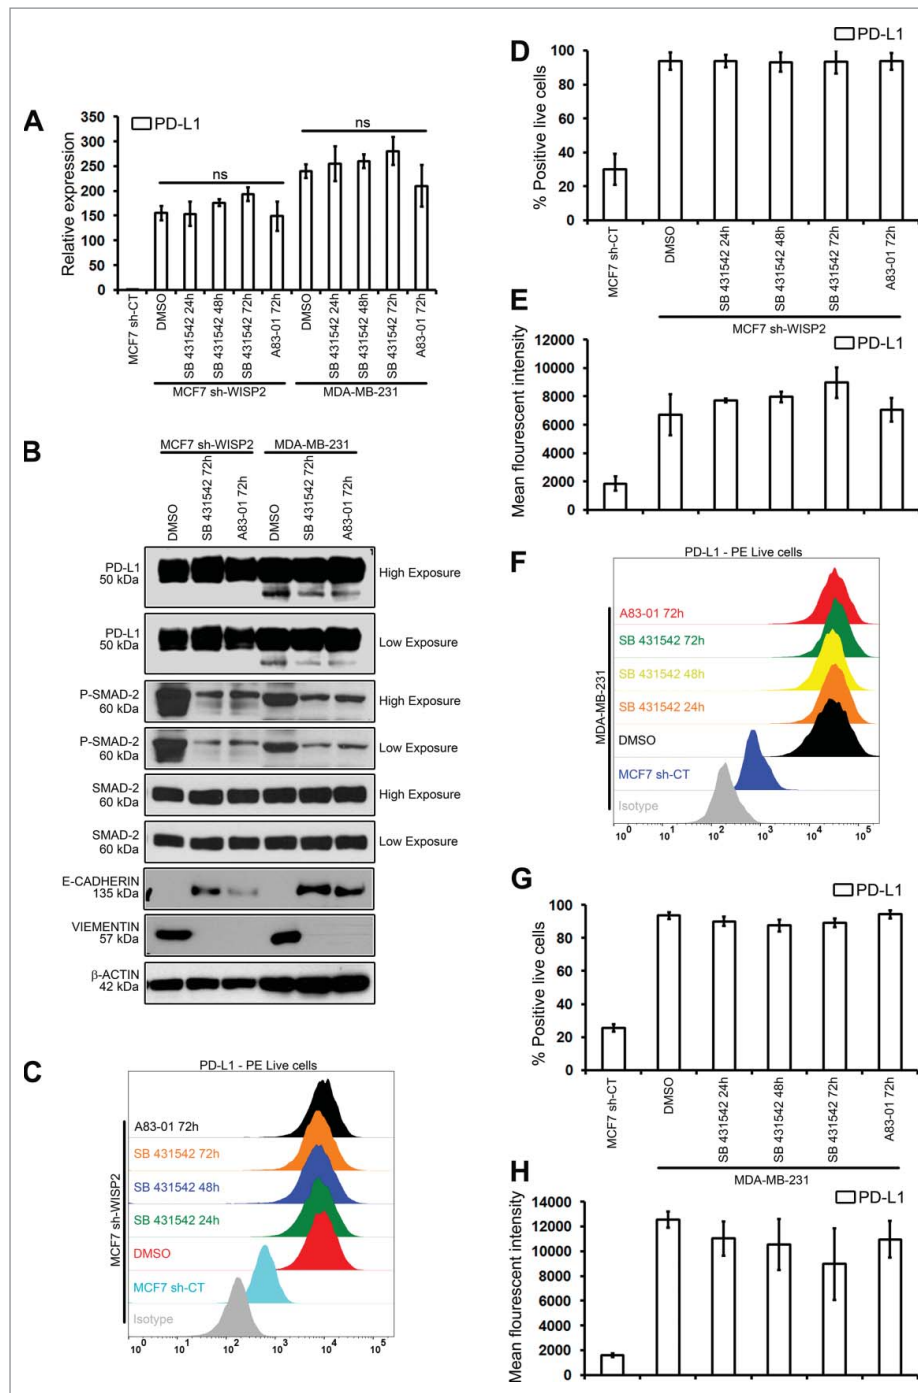 A
PD-L1
Relative expression
350
300
250
200
150
100
50
0
ns
ns
MCF7 sh-CT
DMSO
SB 431542 24h
SB 431542 48h
SB 431542 72h
A83-01 72h
DMSO
SB 431542 24h
SB 431542 48h
SB 431542 72h
A83-01 72h
MCF7 sh-WISP2
MDA-MB-231
B
MCF7 sh-WISP2
MDA-MB-231
DMSO
SB 431542 72h
A83-01 72h
DMSO
SB 431542 72h
A83-01 72h
PD-L1
50 kDa
High Exposure
PD-L1
50 kDa
Low Exposure
P-SMAD-2
60 kDa
High Exposure
P-SMAD-2
60 kDa
Low Exposure
SMAD-2
60 kDa
High Exposure
SMAD-2
60 kDa
Low Exposure
E-CADHERIN
135 kDa
VIEMENTIN
57 kDa
β-ACTIN
42 kDa
C
PD-L1 - PE Live cells
MCF7 sh-WISP2
A83-01 72h
SB 431542 72h
SB 431542 48h
SB 431542 24h
DMSO
MCF7 sh-CT
Isotype
10⁰ 10¹ 10² 10³ 10⁴ 10⁵
D
PD-L1
% Positive live cells
100
80
60
40
20
0
MCF7 sh-CT
DMSO
SB 431542 24h
SB 431542 48h
SB 431542 72h
A83-01 72h
MCF7 sh-WISP2
E
PD-L1
Mean flourescent intensity
12000
10000
8000
6000
4000
2000
0
F
PD-L1 - PE Live cells
MDA-MB-231
A83-01 72h
SB 431542 72h
SB 431542 48h
SB 431542 24h
DMSO
MCF7 sh-CT
Isotype
10⁰ 10¹ 10² 10³ 10⁴ 10⁵
G
PD-L1
% Positive live cells
100
80
60
40
20
0
MCF7 sh-CT
DMSO
SB 431542 24h
SB 431542 48h
SB 431542 72h
A83-01 72h
MDA-MB-231
H
PD-L1
Mean flourescent intensity
14000
12000
10000
8000
6000
4000
2000
0